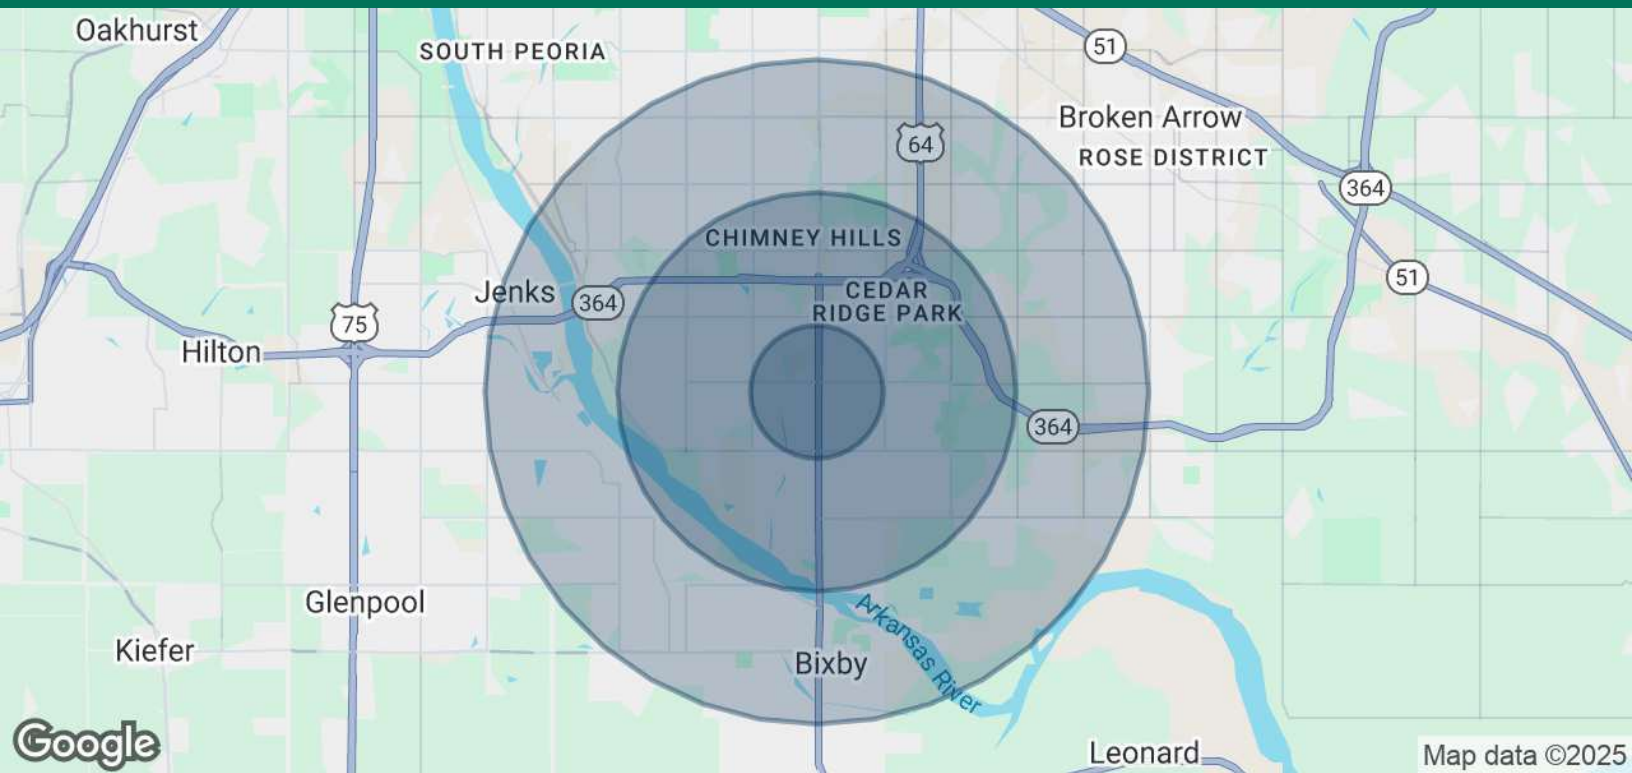 Oakhurst
SOUTH PEORIA
51
Broken Arrow
64
ROSE DISTRICT
364
CHIMNEY HILLS
Jenks
364
CEDAR
RIDGE PARK
51
75
Hilton
364
Glenpool
Arkansas River
Kiefer
Bixby
Google
Leonard
Map data ©2025